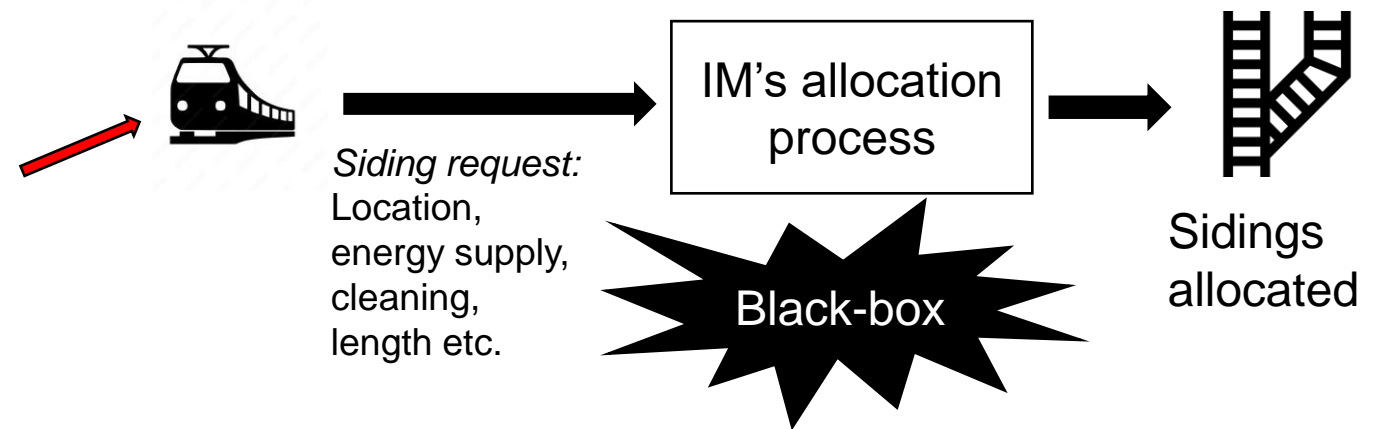 IM's allocation
process
Siding request:
Location,
energy supply,
cleaning,
length etc.
Black-box
Sidings
allocated